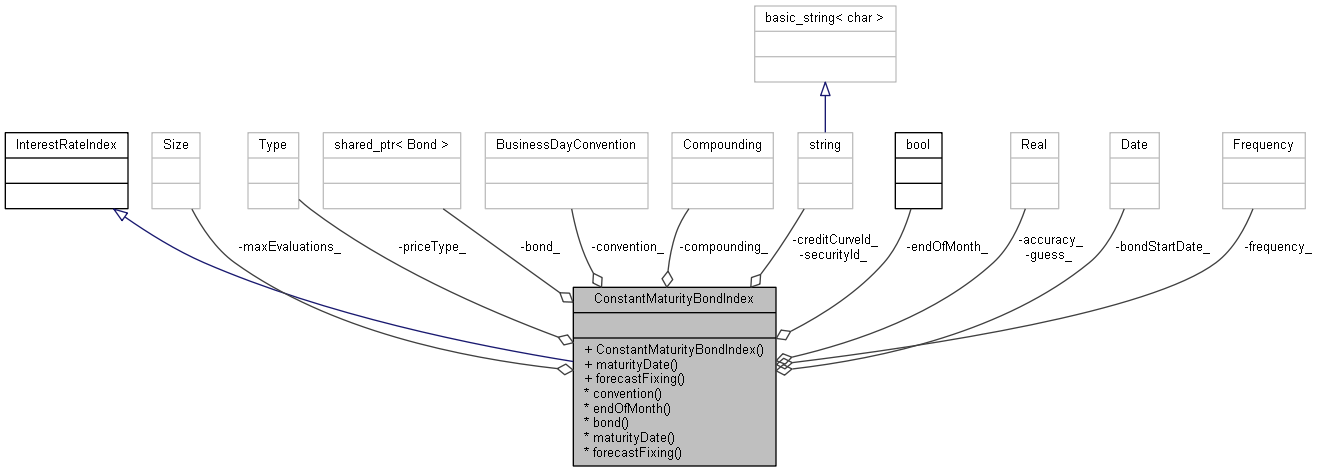 basic_string< char >
InterestRateIndex
Size
Type
shared_ptr< Bond >
BusinessDayConvention
Compounding
string
bool
Real
Date
Frequency
-maxEvaluations_
-priceType_
-bond_
-convention_
-compounding_
-creditCurveId_
-securityId_
-endOfMonth_
-accuracy_
-guess_
-bondStartDate_
-frequency_
ConstantMaturityBondIndex
+ ConstantMaturityBondIndex()
+ maturityDate()
+ forecastFixing()
* convention()
* endOfMonth()
* bond()
* maturityDate()
* forecastFixing()